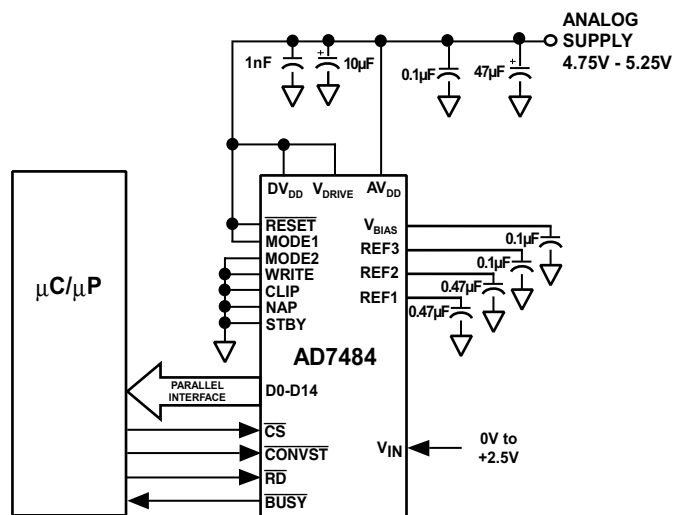 ANALOG
SUPPLY
4.75V - 5.25V
1nF
10µF
0.1µF
47µF
+
+
DVDD
VDRIVE
AVDD
RESET
MODE1
MODE2
WRITE
CLIP
NAP
STBY
VBIAS
REF3
REF2
REF1
0.1µF
0.1µF
0.47µF
0.47µF
µC/µP
AD7484
PARALLEL
INTERFACE
D0-D14
CS
CONVST
RD
BUSY
VIN
0V to
+2.5V